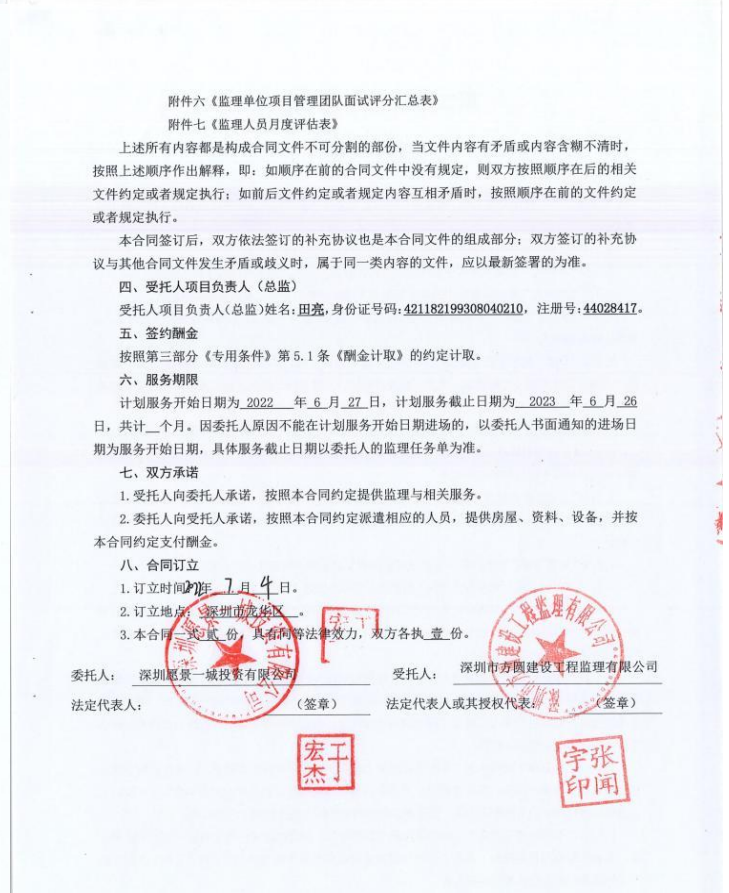 附件六《监理单位项目管理团队面试评分汇总表》
附件七《监理人员月度评估表》
上述所有内容都是构成合同文件不可分割的部份，当文件内容有矛盾或内容含糊不清时，
按照上述顺序作出解释，即：如顺序在前的合同文件中没有规定，则双方按照顺序在后的相关
文件约定或者规定执行；如前后文件约定或者规定内容互相矛盾时，按照顺序在前的文件约定
或者规定执行。
本合同签订后，双方依法签订的补充协议也是本合同文件的组成部分；双方签订的补充协
议与其他合同文件发生矛盾或歧义时，属于同一类内容的文件，应以最新签署的为准。
四、受托人项目负责人（总监）
受托人项目负责人(总监)姓名:田亮,身份证号码:421182199308040210，注册号:44028417。
五、签约酬金
按照第三部分《专用条件》第 5.1 条《酬金计取》的约定计取。
六、服务期限
计划服务开始日期为 2022 年 6 月 27 日，计划服务截止日期为 2023 年 6 月 26
日，共计__个月。因委托人原因不能在计划服务开始日期进场的，以委托人书面通知的进场日
期为服务开始日期，具体服务截止日期以委托人的监理任务单为准。
七、双方承诺
1.受托人向委托人承诺，按照本合同约定提供监理与相关服务。
2.委托人向受托人承诺，按照本合同约定派遣相应的人员，提供房屋、资料、设备，并按
本合同约定支付酬金。
八、合同订立
1.订立时间 年 7 月 4 日。
2.订立地点：深圳市龙华区。
3.本合同一式贰份，具有同等法律效力，双方各执 壹 份。
委托人： 深圳愿景一城投资有限公司 受托人： 深圳市方圆建设工程监理有限公司
法定代表人： （签章） 法定代表人或其授权代表： （签章）
于宏杰
张闻宇印